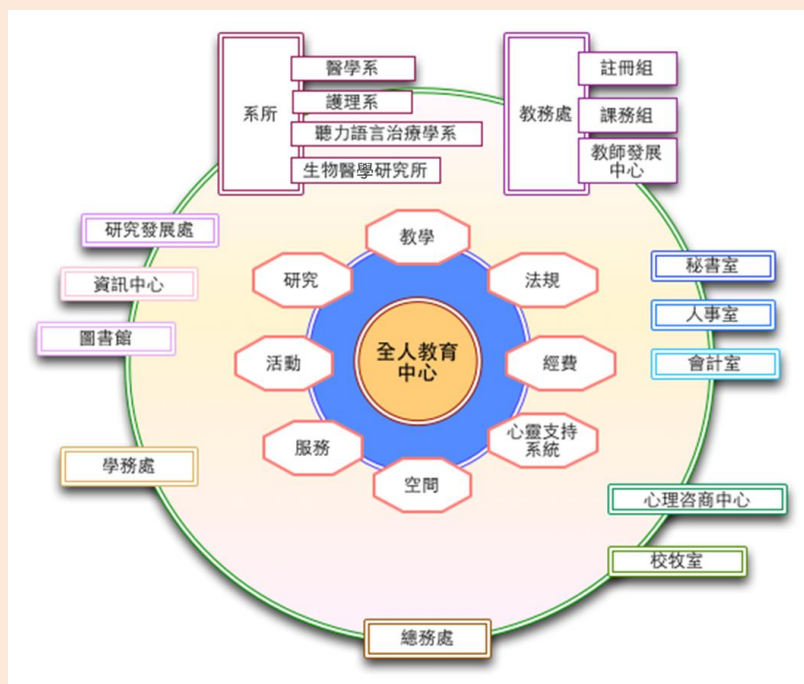 系所
醫學系
護理系
聽力語言治療學系
生物醫學研究所
教務處
註冊組
課務組
教師發展
中心
研究發展處
資訊中心
圖書館
學務處
秘書室
人事室
會計室
心理咨商中心
校牧室
總務處
教學
研究
法規
活動
經費
服務
心靈支持
系統
空間
全人教育
中心